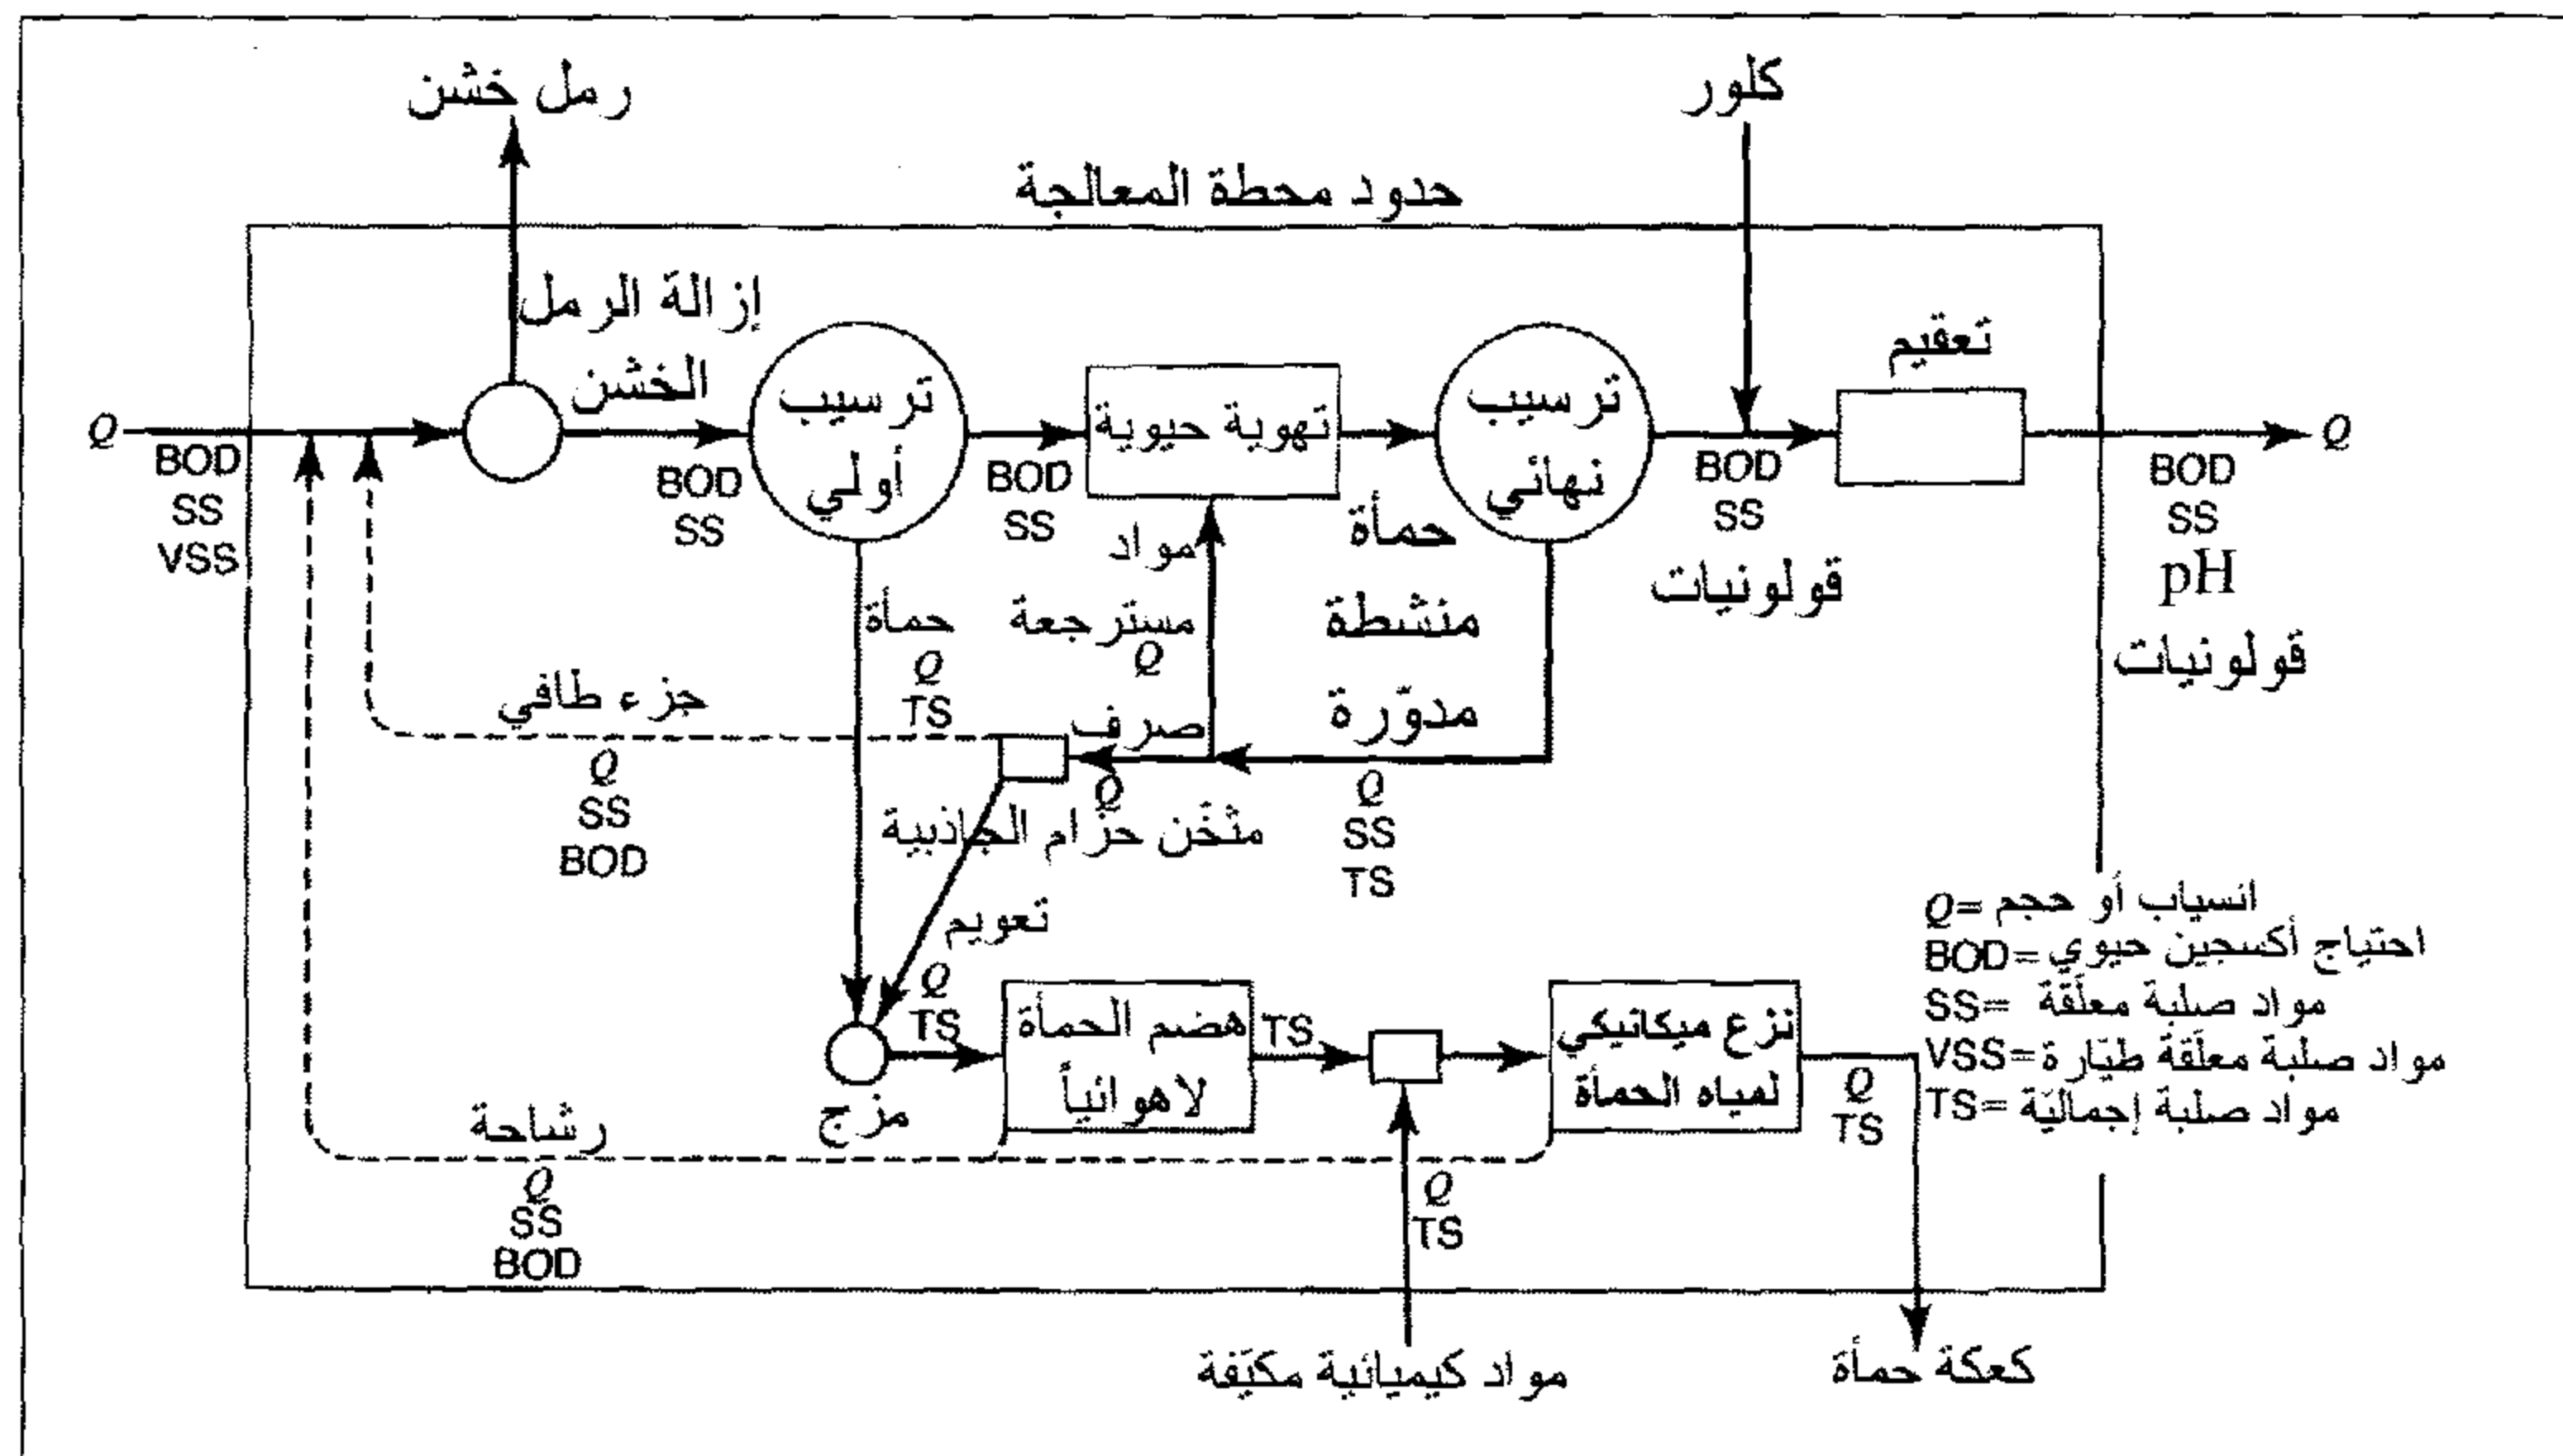 رمل خشن
كلور
حدود محطة المعالجة
إزالة الرمل
الخشن
Q
BOD
SS
VSS
BOD
SS
ترسيب
أولي
BOD
SS
تهوية حيوية
ترسيب
نهائي
BOD
SS
قولونيات
تعقيم
Q
BOD
SS
pH
قولونيات
حمأة
Q
TS
مواد
مسترجعة
Q
حمأة
منشطة
مدوّرة
Q
SS
TS
صرف
Q
جزء طافي
Q
SS
BOD
مثخّن حزام الجاذبية
تعويم
Q
TS
مزج
هضم الحمأة
لاهوائياً
TS
نزع ميكانيكي
لمياه الحمأة
Q
TS
رشاحة
Q
SS
BOD
Q
TS
مواد كيميائية مكيّفة
كعكة حمأة
Q= انسياب أو حجم
BOD= احتياج أكسجين حيوي
SS= مواد صلبة معلّقة
VSS= مواد صلبة معلّقة طيّارة
TS= مواد صلبة إجماليّة